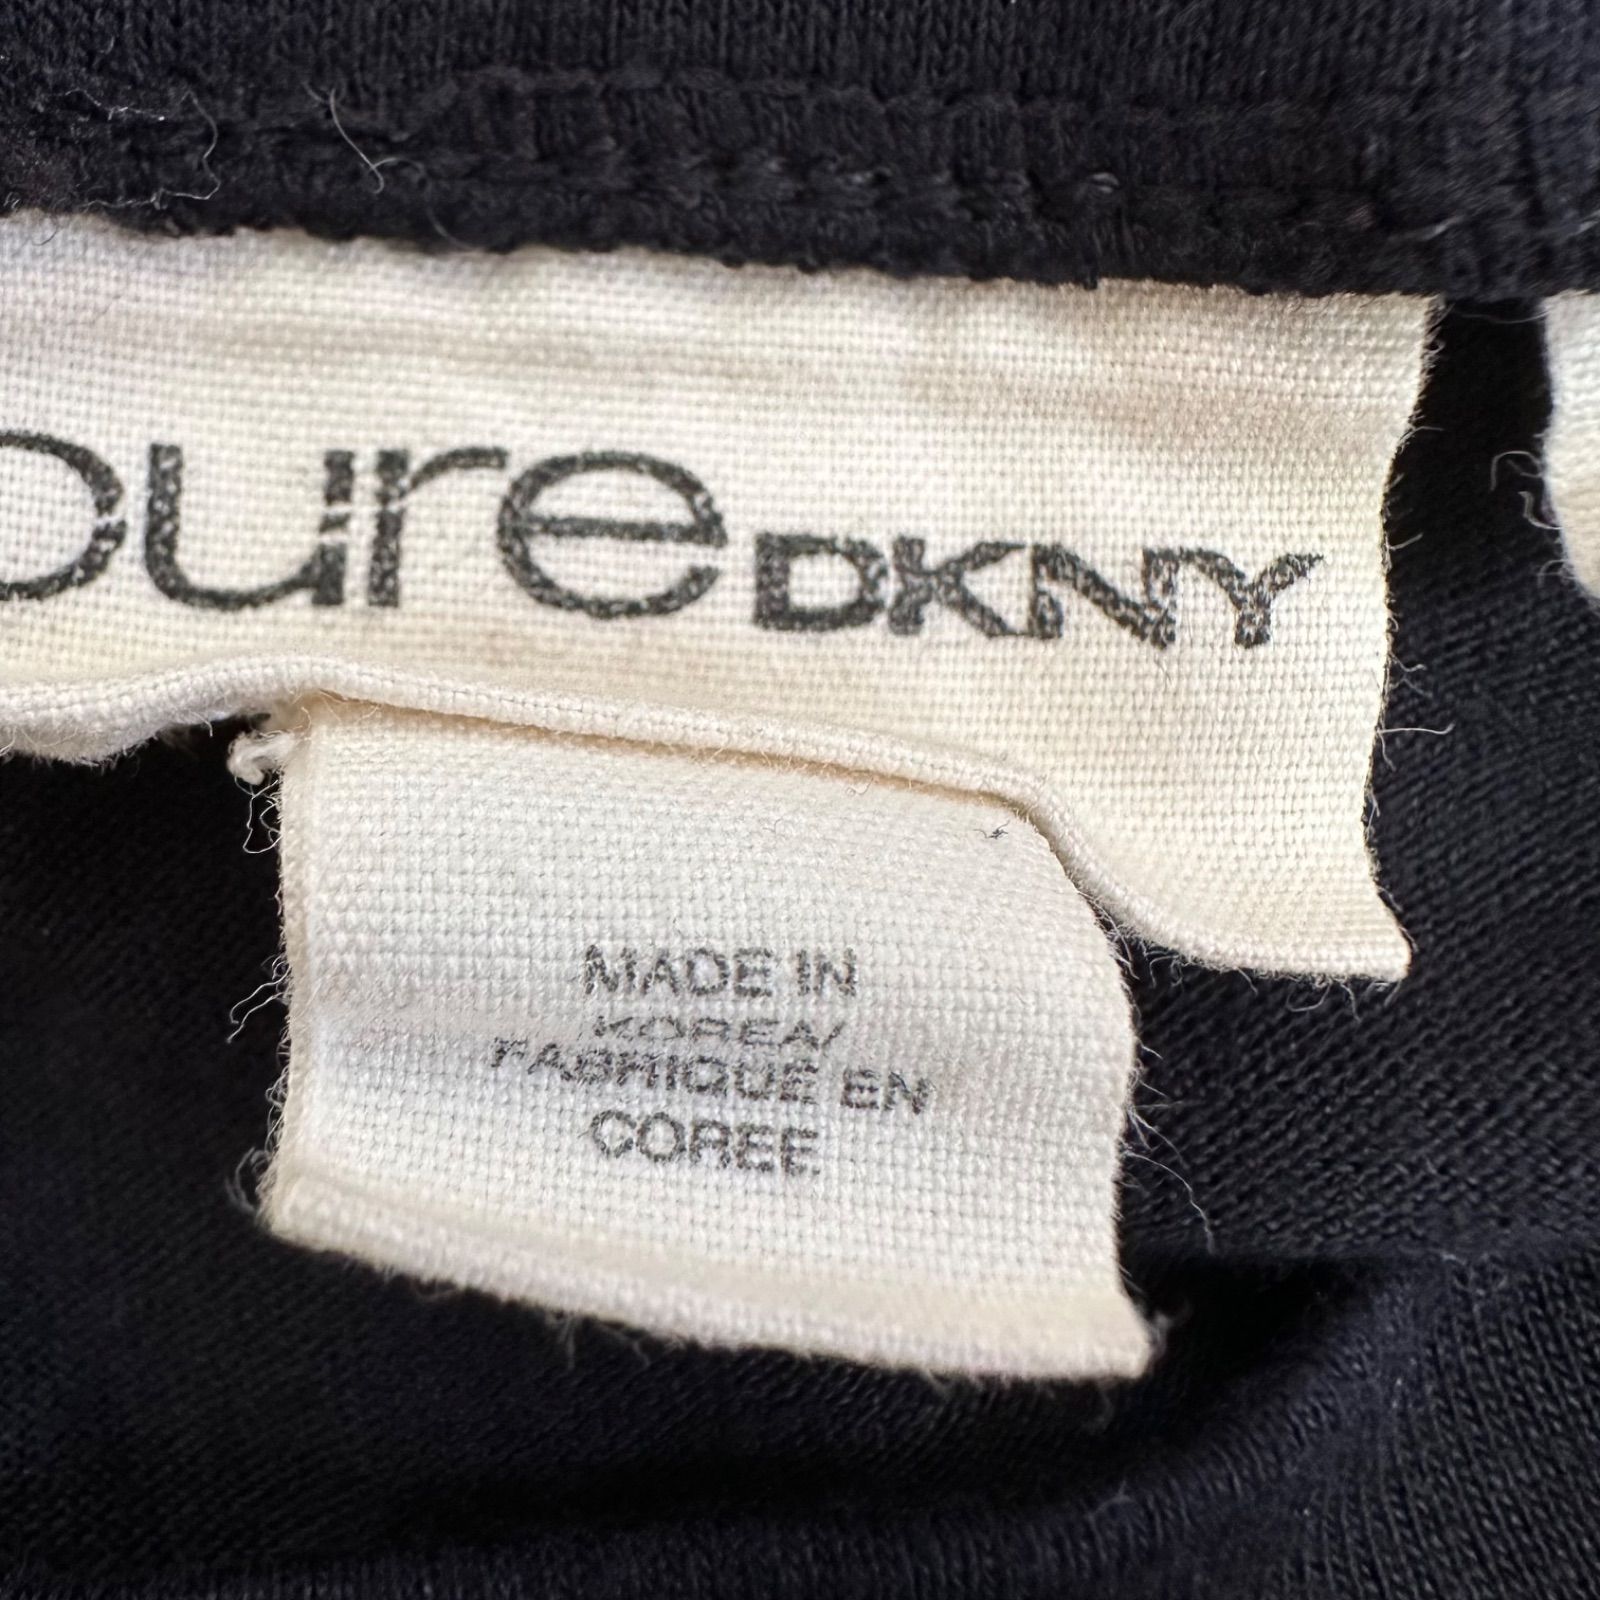 pure DKNY
MADE IN
KOREA/
FABRIQUE EN
COREE